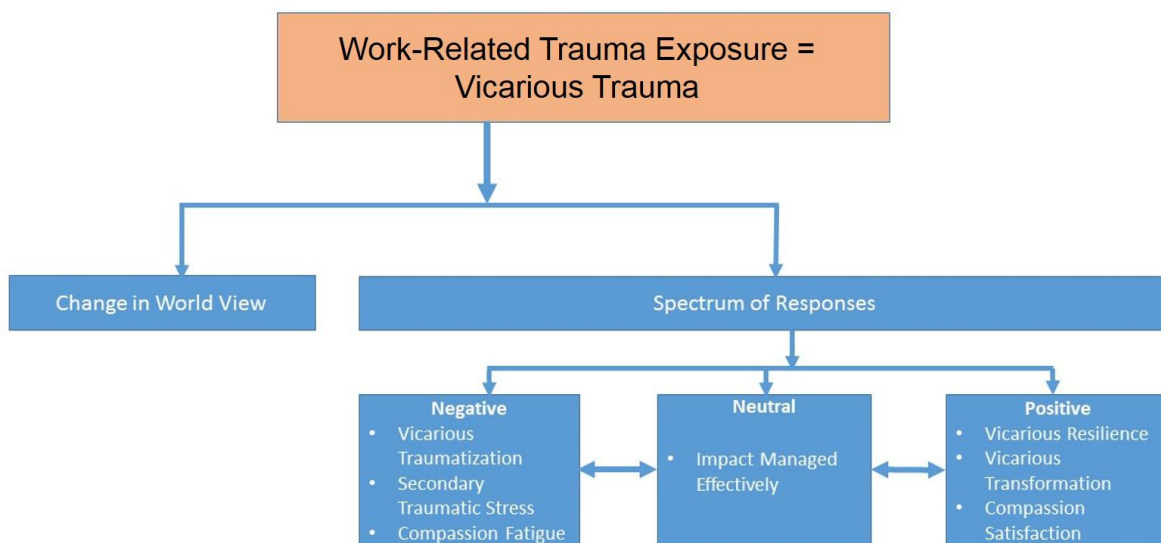 Work-Related Trauma Exposure =
Vicarious Trauma
Change in World View
Spectrum of Responses
Negative
• Vicarious
Traumatization
• Secondary
Traumatic Stress
• Compassion Fatigue
Neutral
• Impact Managed
Effectively
Positive
• Vicarious Resilience
• Vicarious
Transformation
• Compassion
Satisfaction